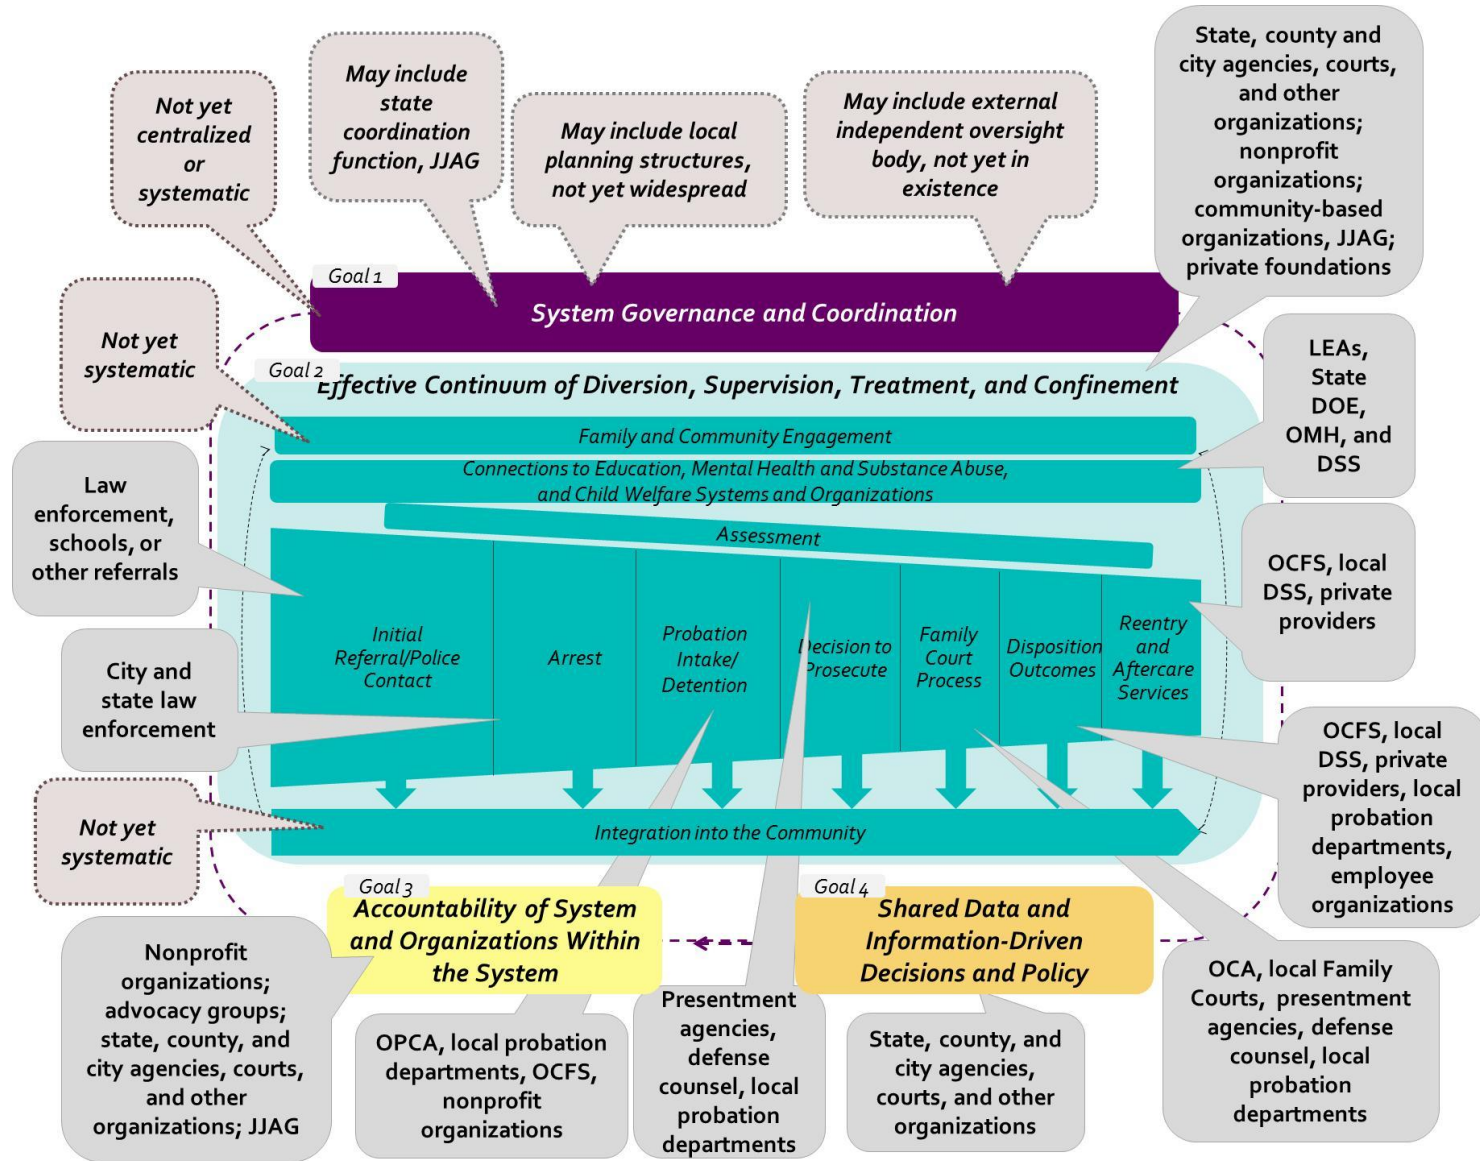 Not yet
centralized
or
systematic
May include
state
coordination
function, JJAG
May include local
planning structures,
not yet widespread
May include external
independent oversight
body, not yet in
existence
State, county and
city agencies, courts,
and other
organizations;
nonprofit
organizations;
community-based
organizations, JJAG;
private foundations
Goal 1
System Governance and Coordination
Not yet
systematic
Goal 2
Effective Continuum of Diversion, Supervision, Treatment, and Confinement
LEAs,
State
DOE,
OMH, and
DSS
Family and Community Engagement
Connections to Education, Mental Health and Substance Abuse,
and Child Welfare Systems and Organizations
Assessment
Law
enforcement,
schools, or
other referrals
OCFS, local
DSS, private
providers
Initial
Referral/Police
Contact
Arrest
Probation
Intake/
Detention
Decision to
Prosecute
Family
Court
Process
Disposition
Outcomes
Reentry
and
Aftercare
Services
City and
state law
enforcement
OCFS, local
DSS, private
providers, local
probation
departments,
employee
organizations
Not yet
systematic
Integration into the Community
Goal 3
Accountability of System
and Organizations Within
the System
Goal 4
Shared Data and
Information-Driven
Decisions and Policy
Nonprofit
organizations;
advocacy groups;
state, county, and
city agencies, courts,
and other
organizations; JJAG
OPCA, local probation
departments, OCFS,
nonprofit
organizations
Presentment
agencies,
defense
counsel, local
probation
departments
State, county, and
city agencies,
courts, and other
organizations
OCA, local Family
Courts, presentment
agencies, defense
counsel, local
probation
departments